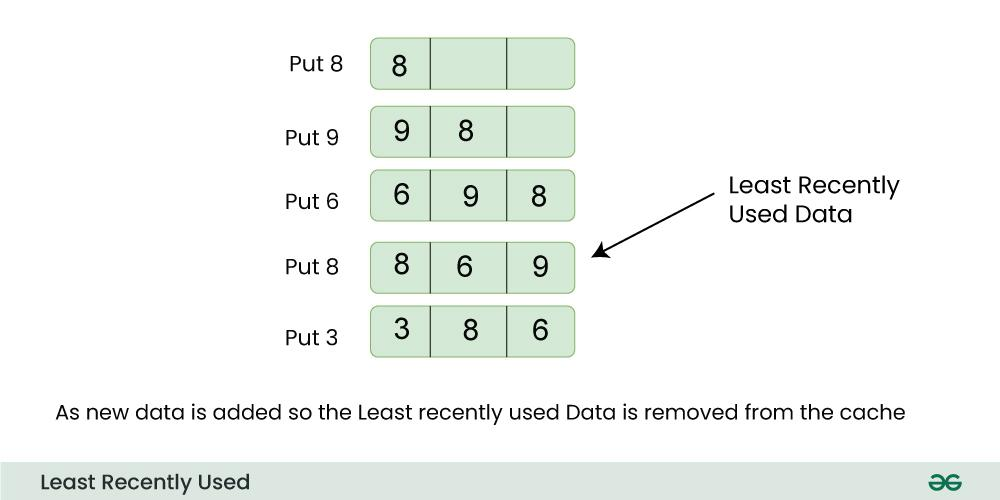 Put 8 8
Put 9 9 8
Put 6 6 9 8
Least Recently
Used Data
Put 8 8 6 9
Put 3 3 8 6
As new data is added so the Least recently used Data is removed from the cache
Least Recently Used